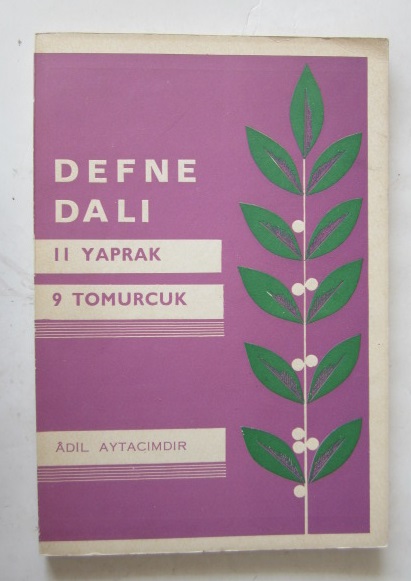 DEFNE
DALI
11 YAPRAK
9 TOMURCUK
ÂDİL AYTACIMDIR